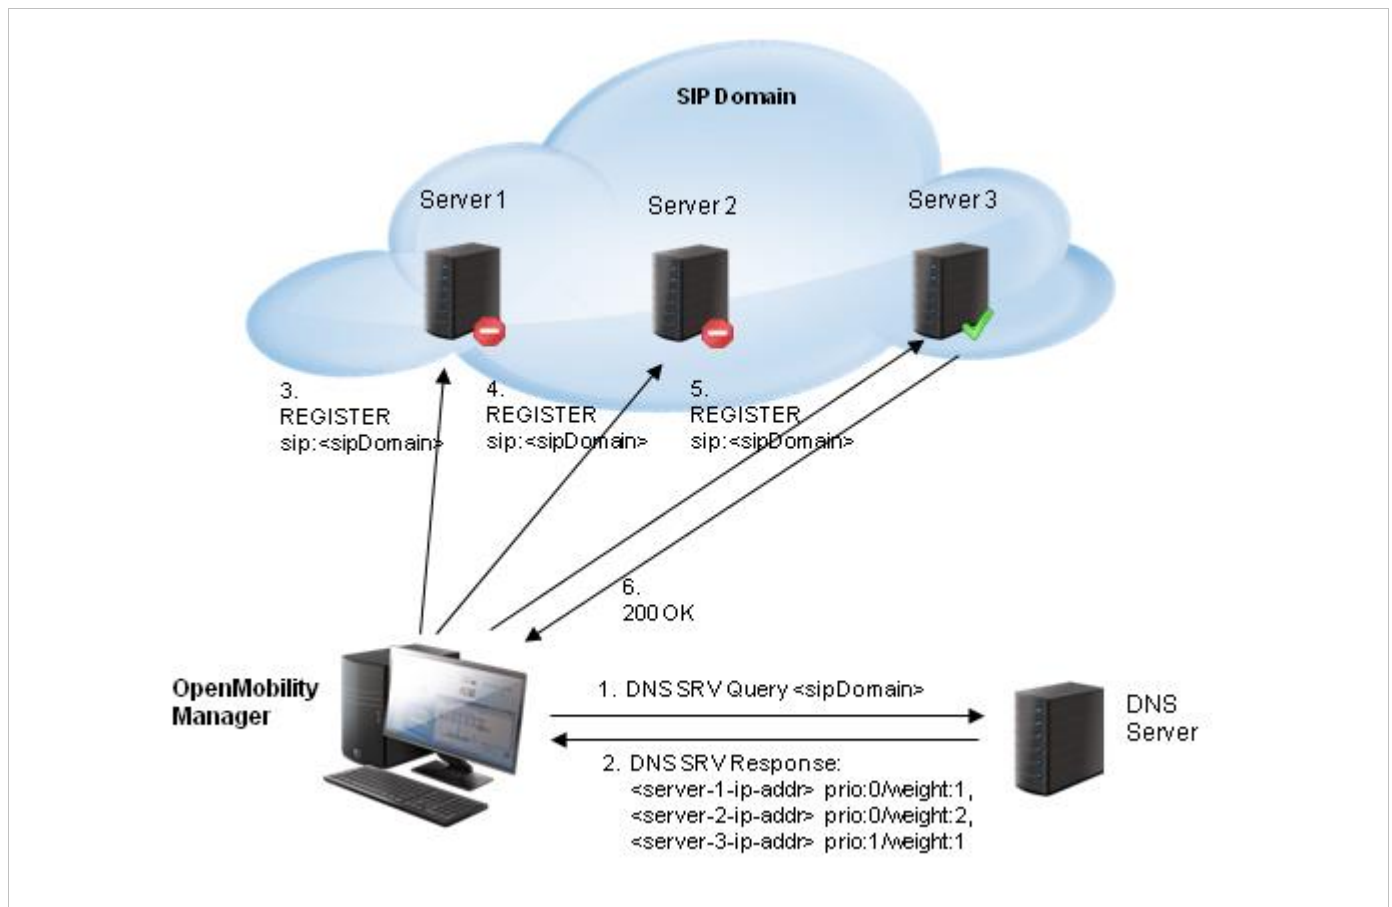 SIP Domain
Server 1
Server 2
Server 3
3.
REGISTER
sip:<sipDomain>
4.
REGISTER
sip:<sipDomain>
5.
REGISTER
sip:<sipDomain>
6.
200 OK
OpenMobility
Manager
1. DNS SRV Query <sipDomain>
DNS
Server
2. DNS SRV Response:
<server-1-ip-addr> prio:0/weight:1,
<server-2-ip-addr> prio:0/weight:2,
<server-3-ip-addr> prio:1/weight:1